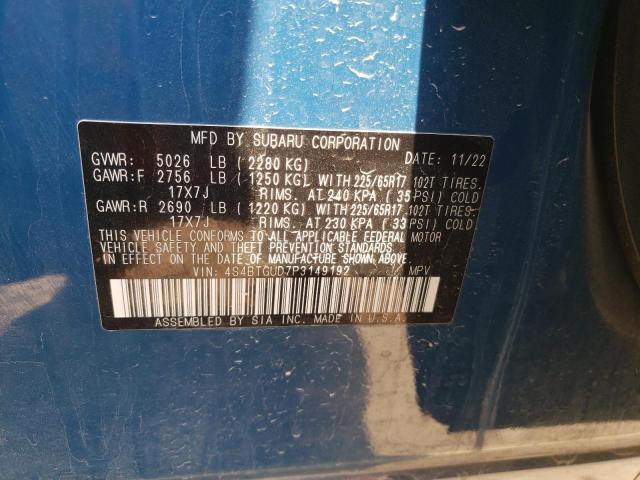 MFD BY SUBARU CORPORATION
GVWR: 5026 LB (2280 KG) DATE: 11/22
GAWR:F 2756 LB (1250 KG) WITH 225/65R17 102T TIRES.
17X7J RIMS. AT 240 KPA (35PSI) COLD
GAWR:R 2690 LB (1220 KG) WITH 225/65R17 102T TIRES.
17X7J RIMS. AT 230 KPA (33PSI) COLD
THIS VEHICLE CONFORMS TO ALL APPLICABLE FEDERAL MOTOR
VEHICLE SAFETY AND THEFT PREVENTION STANDARDS
IN EFFECT ON THE DATE OF MANUFACTURE SHOWN ABOVE.
VIN: 4S4BTGUD7P3149192 MPV
ASSEMBLED BY SIA INC. MADE IN U.S.A.